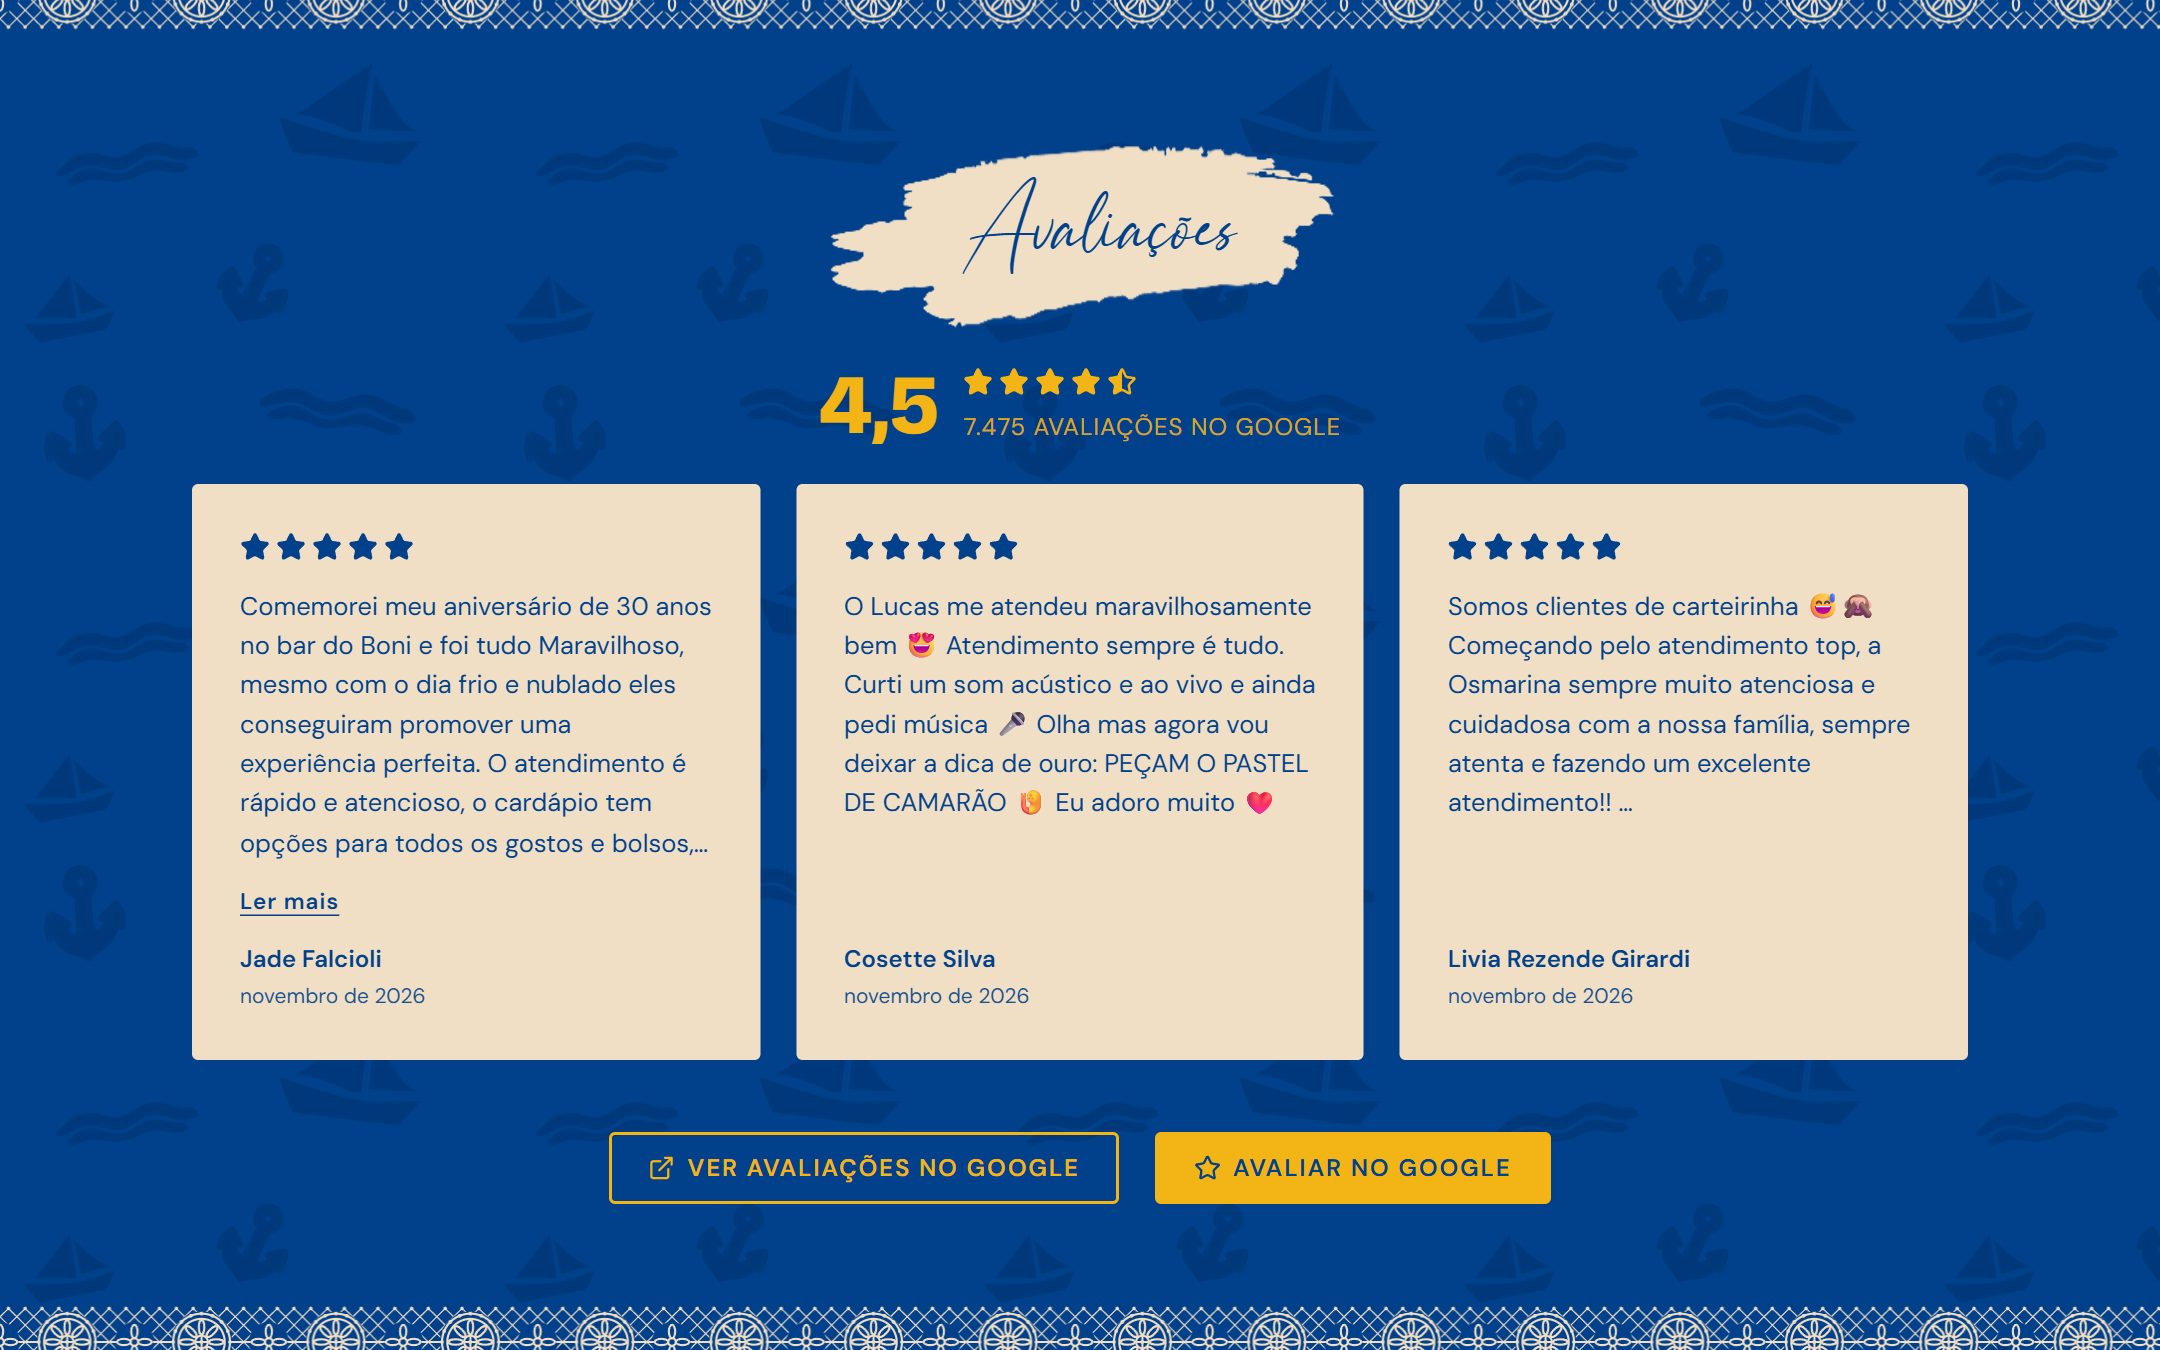 Avaliações
4,5
7.475 AVALIAÇÕES NO GOOGLE
Comemorei meu aniversário de 30 anos
no bar do Boni e foi tudo Maravilhoso,
mesmo com o dia frio e nublado eles
conseguiram promover uma
experiência perfeita. O atendimento é
rápido e atencioso, o cardápio tem
opções para todos os gostos e bolsos,...
Ler mais
Jade Falcioli
novembro de 2026
O Lucas me atendeu maravilhosamente
bem 😍 Atendimento sempre é tudo.
Curti um som acústico e ao vivo e ainda
pedi música 🎤 Olha mas agora vou
deixar a dica de ouro: PEÇAM O PASTEL
DE CAMARÃO 🍤 Eu adoro muito ❤️
Cosette Silva
novembro de 2026
Somos clientes de carteirinha 😅 🙈
Começando pelo atendimento top, a
Osmarina sempre muito atenciosa e
cuidadosa com a nossa família, sempre
atenta e fazendo um excelente
atendimento!! ...
Livia Rezende Girardi
novembro de 2026
VER AVALIAÇÕES NO GOOGLE
AVALIAR NO GOOGLE